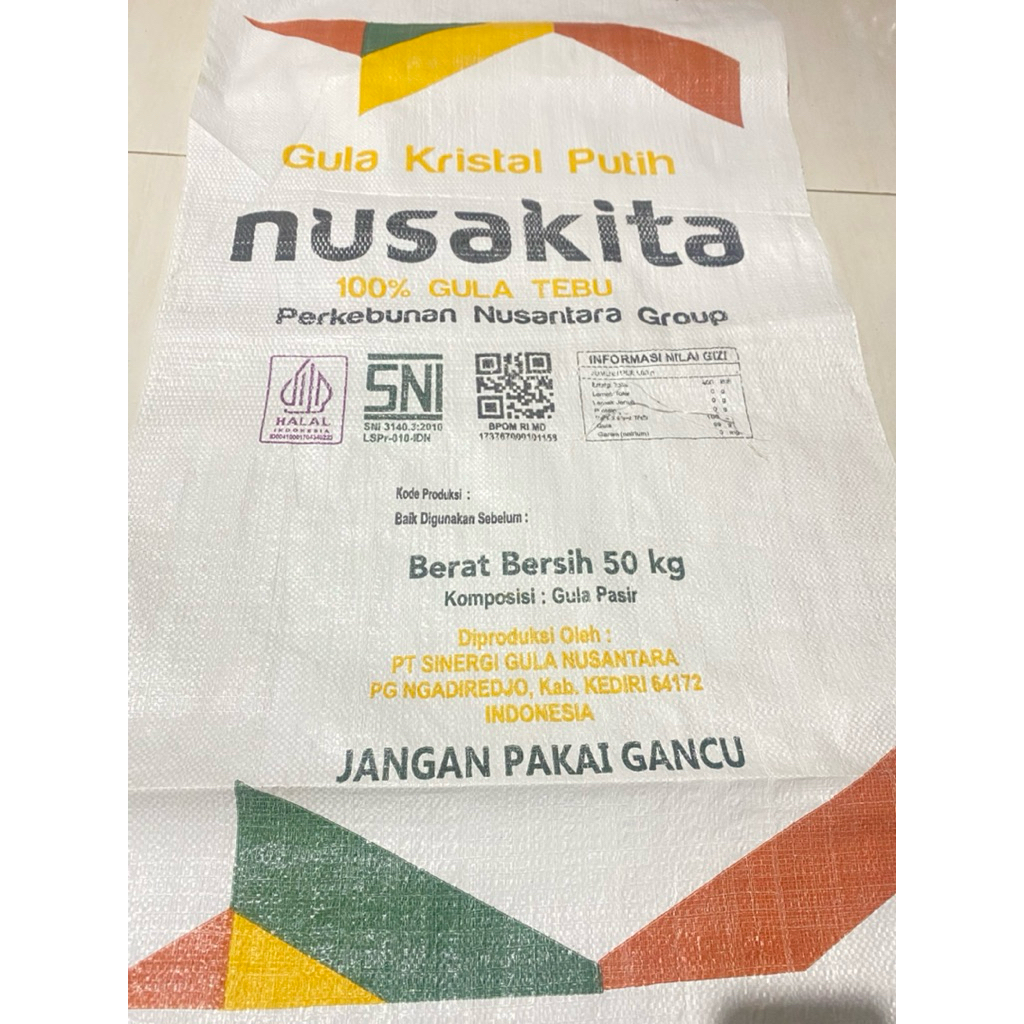 Gula Kristal Putih
nusakita
100% GULA TEBU
Perkebunan Nusantara Group
HALAL
INDONESIA
SNI
SNI 3140.3:2010
LSPr-010-IDN
BPOM RI MD
INFORMASI NILAI GIZI
Kode Produksi :
Baik Digunakan Sebelum :
Berat Bersih 50 kg
Komposisi : Gula Pasir
Diproduksi Oleh :
PT SINERGI GULA NUSANTARA
PG NGADIREDJO, Kab. KEDIRI 64172
INDONESIA
JANGAN PAKAI GANCU